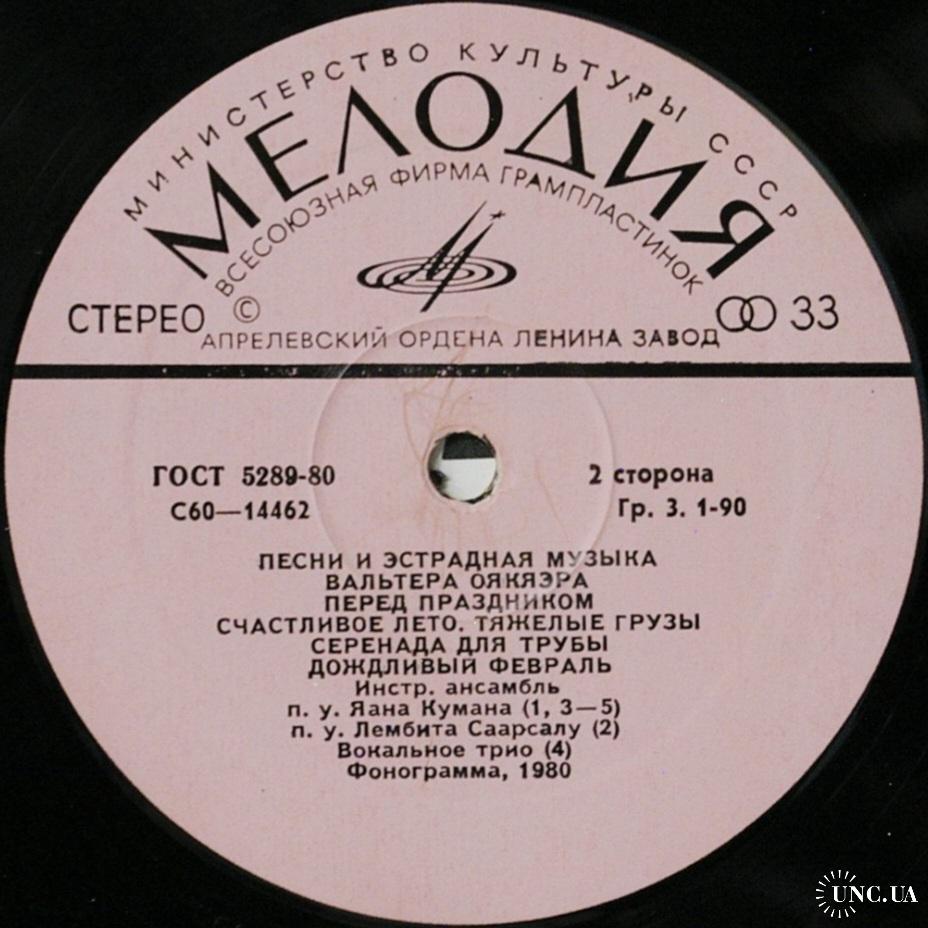 МИНИСТЕРСТВО КУЛЬТУРЫ СССР
МЕЛОДИЯ
ВСЕСОЮЗНАЯ ФИРМА ГРАМПЛАСТИНОК
СТЕРЕО © 33
АПРЕЛЕВСКИЙ ОРДЕНА ЛЕНИНА ЗАВОД
ГОСТ 5289-80 2 сторона
С60—14462 Гр. 3. 1-90
ПЕСНИ И ЭСТРАДНАЯ МУЗЫКА
ВАЛЬТЕРА ОЯКЯЭРА
ПЕРЕД ПРАЗДНИКОМ
СЧАСТЛИВОЕ ЛЕТО. ТЯЖЕЛЫЕ ГРУЗЫ
СЕРЕНАДА ДЛЯ ТРУБЫ
ДОЖДЛИВЫЙ ФЕВРАЛЬ
Инстр. ансамбль
п. у. Яана Кумана (1, 3—5)
п. у. Лембита Саарсалу (2)
Вокальное трио (4)
Фонограмма, 1980
UNC.UA